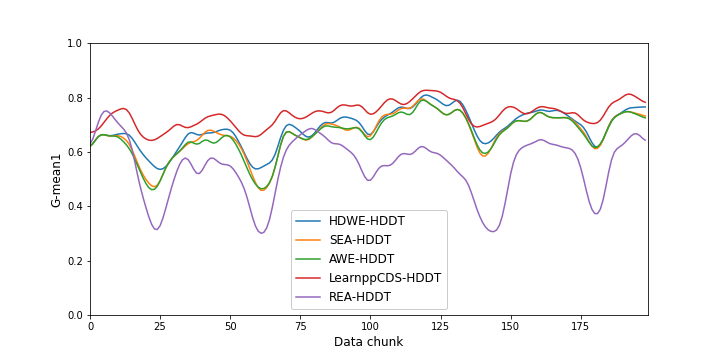 1.0
0.8
0.6
0.4
0.2
0.0
G-mean1
HDWE-HDDT
SEA-HDDT
AWE-HDDT
LearnppCDS-HDDT
REA-HDDT
0 25 50 75 100 125 150 175
Data chunk